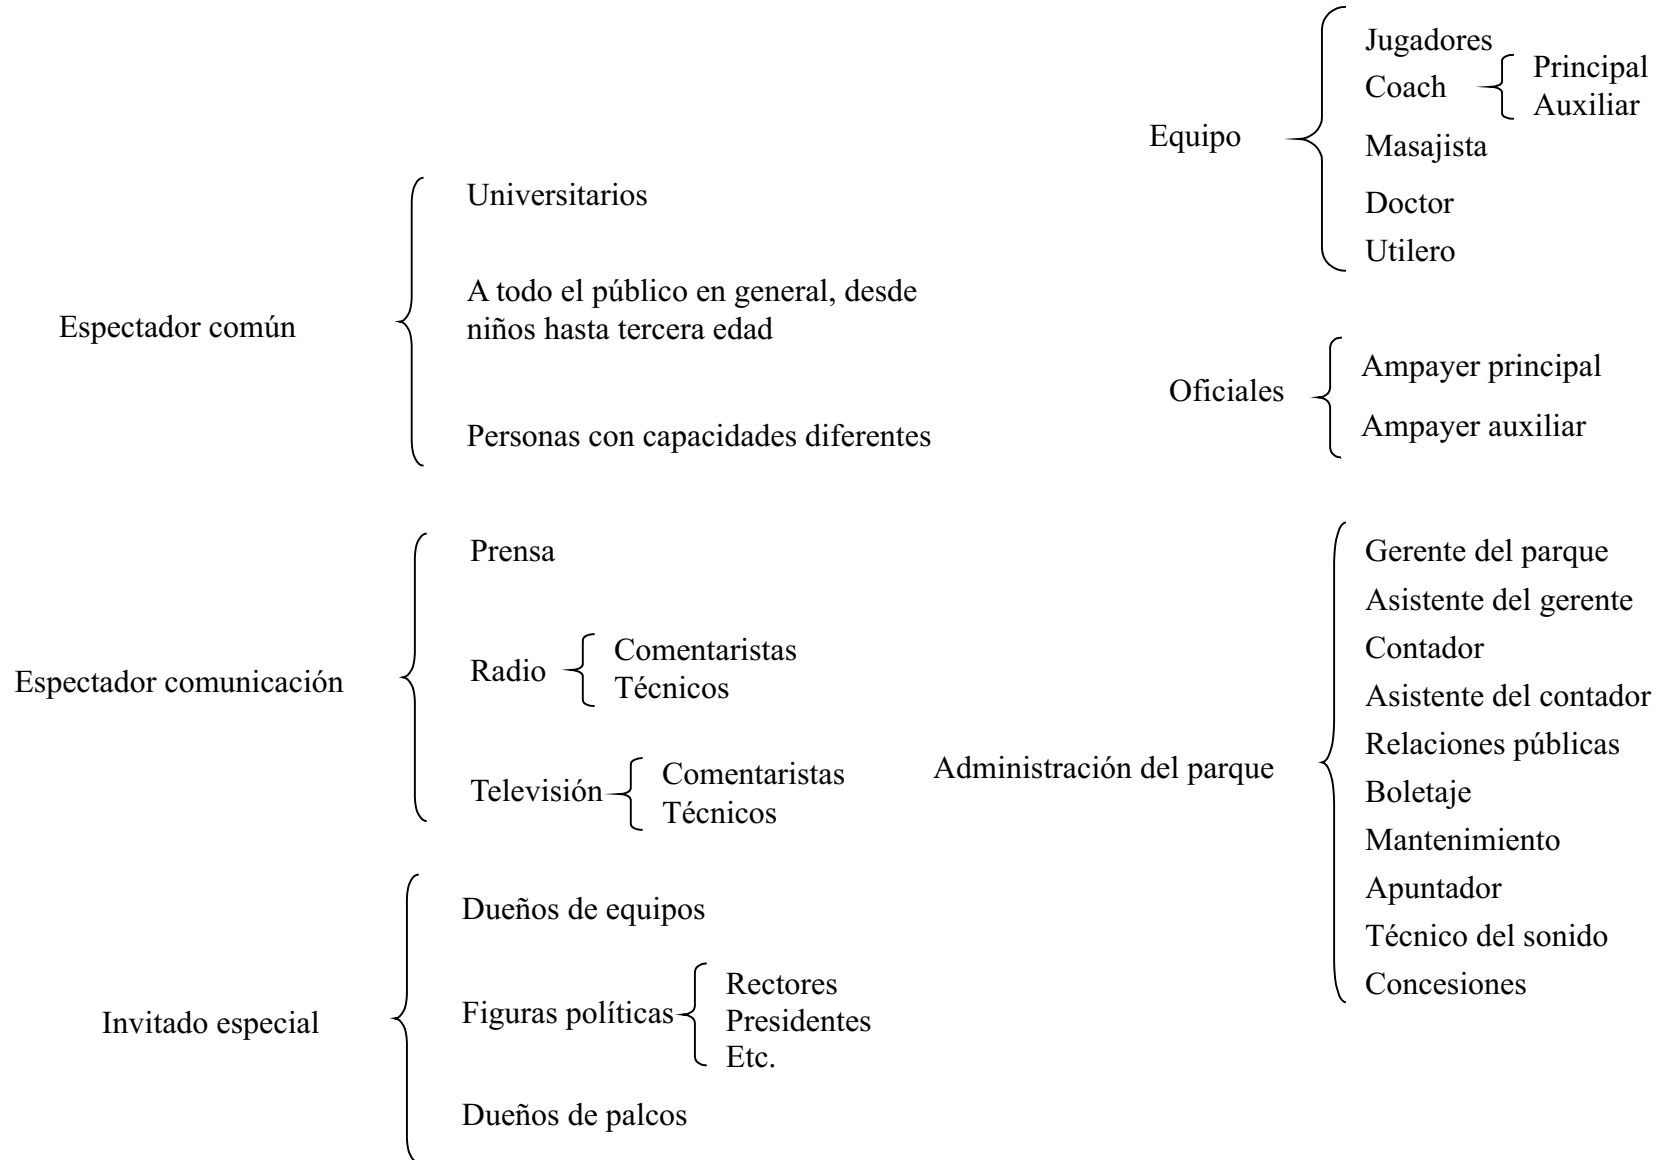 Espectador común
Universitarios
A todo el público en general, desde
niños hasta tercera edad
Personas con capacidades diferentes
Espectador comunicación
Prensa
Radio
Comentaristas
Técnicos
Televisión
Comentaristas
Técnicos
Invitado especial
Dueños de equipos
Figuras políticas
Rectores
Presidentes
Etc.
Dueños de palcos
Equipo
Jugadores
Coach
Principal
Auxiliar
Masajista
Doctor
Utilero
Oficiales
Ampayer principal
Ampayer auxiliar
Administración del parque
Gerente del parque
Asistente del gerente
Contador
Asistente del contador
Relaciones públicas
Boletaje
Mantenimiento
Apuntador
Técnico del sonido
Concesiones